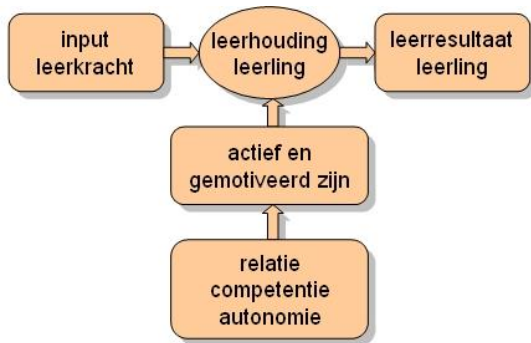 input
leerkracht
leerhouding
leerling
leerresultaat
leerling
actief en
gemotiveerd zijn
relatie
competentie
autonomie